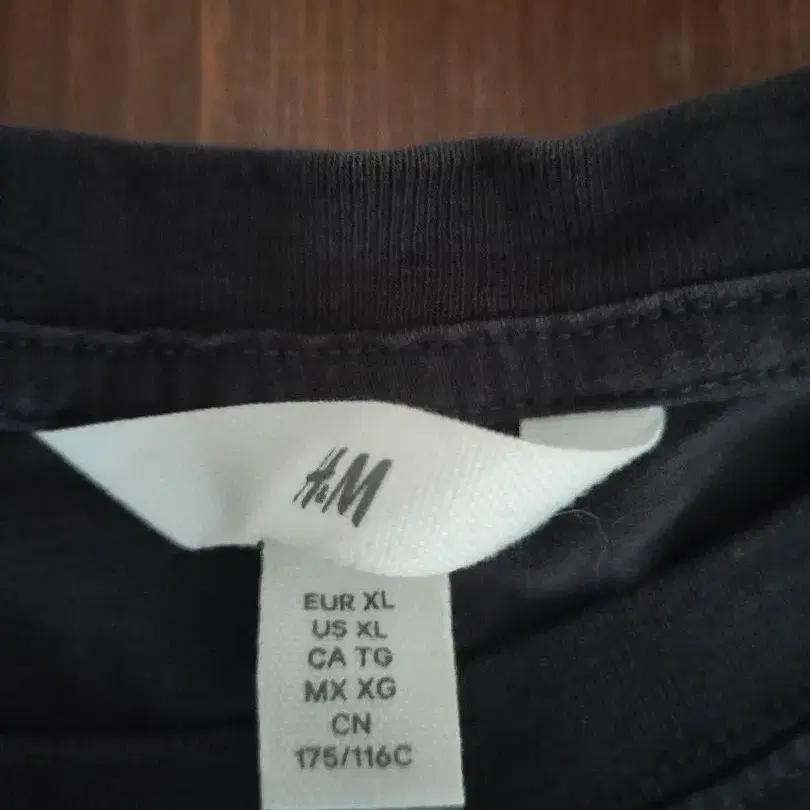 H&M
EUR XL
US XL
CA TG
MX XG
CN
175/116C